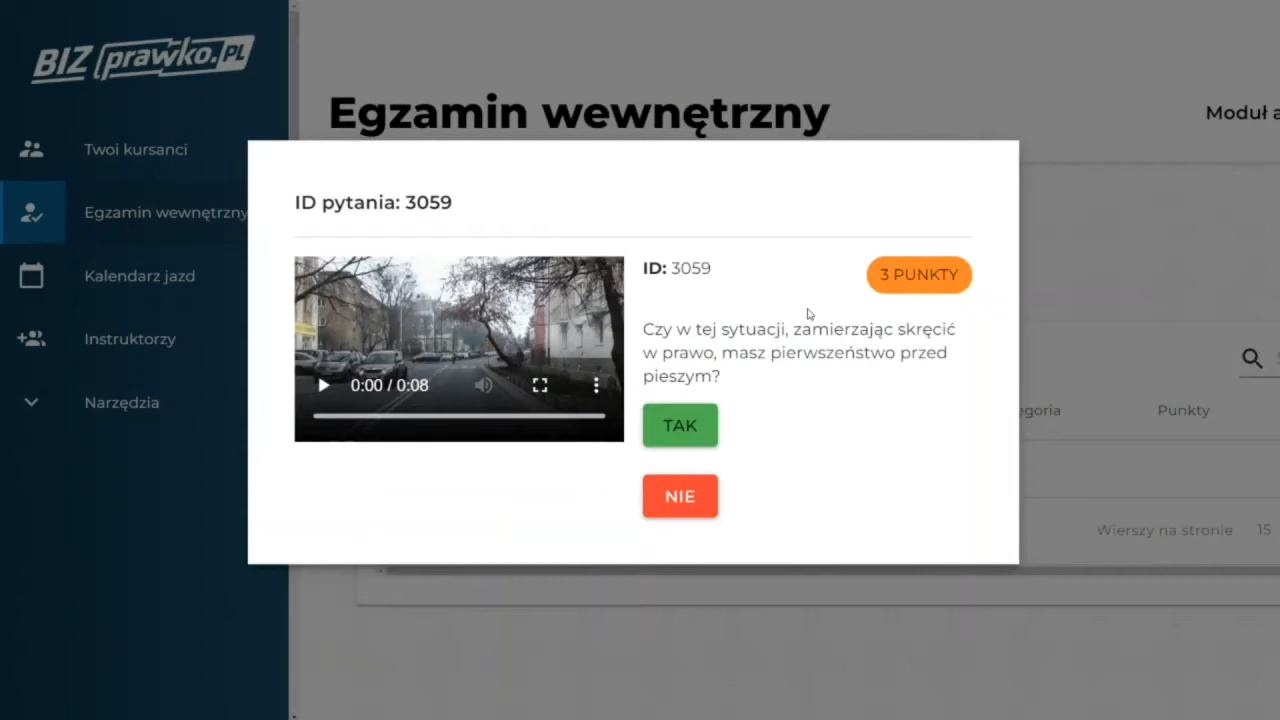 BIZ prawko.PL
Twoi kursanci
Egzamin wewnętrzny
Kalendarz jazd
Instruktorzy
Narzędzia
Egzamin wewnętrzny
Moduł a
ID pytania: 3059
0:00 / 0:08
ID: 3059
3 PUNKTY
Czy w tej sytuacji, zamierzając skręcić
w prawo, masz pierwszeństwo przed
pieszym?
TAK
NIE
egoria
Punkty
Wierszy na stronie
15